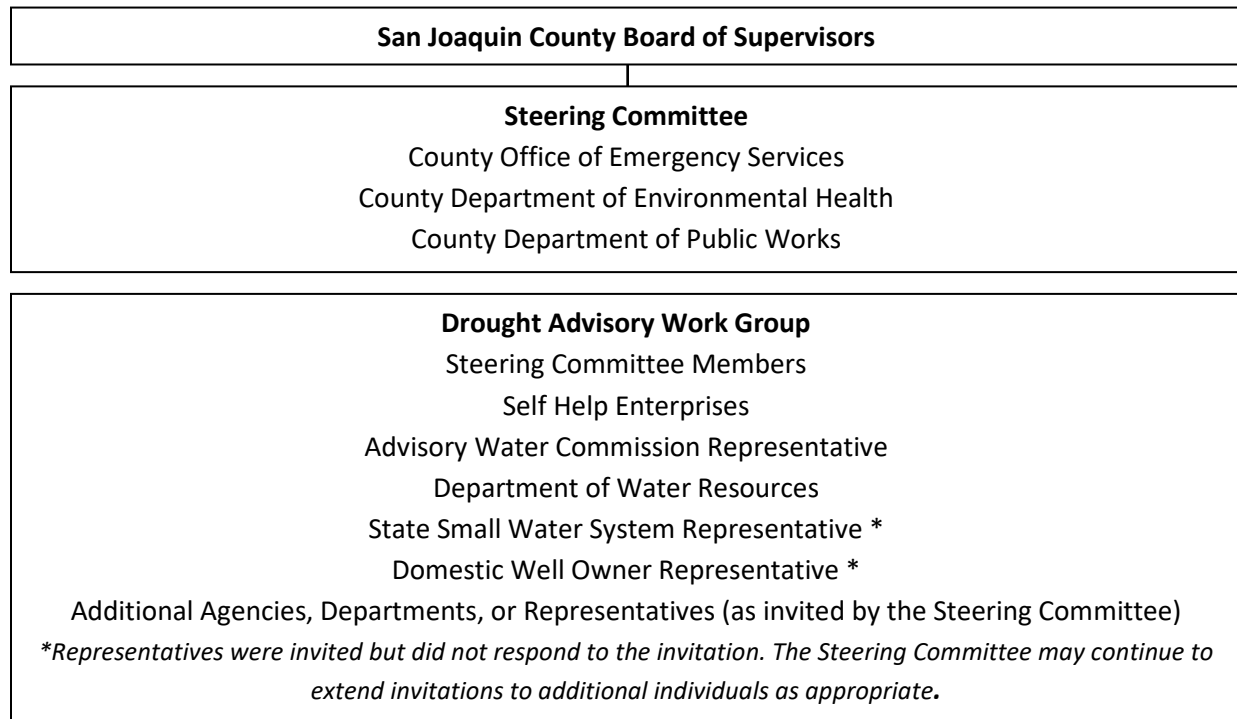 San Joaquin County Board of Supervisors
Steering Committee
County Office of Emergency Services
County Department of Environmental Health
County Department of Public Works
Drought Advisory Work Group
Steering Committee Members
Self Help Enterprises
Advisory Water Commission Representative
Department of Water Resources
State Small Water System Representative *
Domestic Well Owner Representative *
Additional Agencies, Departments, or Representatives (as invited by the Steering Committee)
*Representatives were invited but did not respond to the invitation. The Steering Committee may continue to
extend invitations to additional individuals as appropriate.